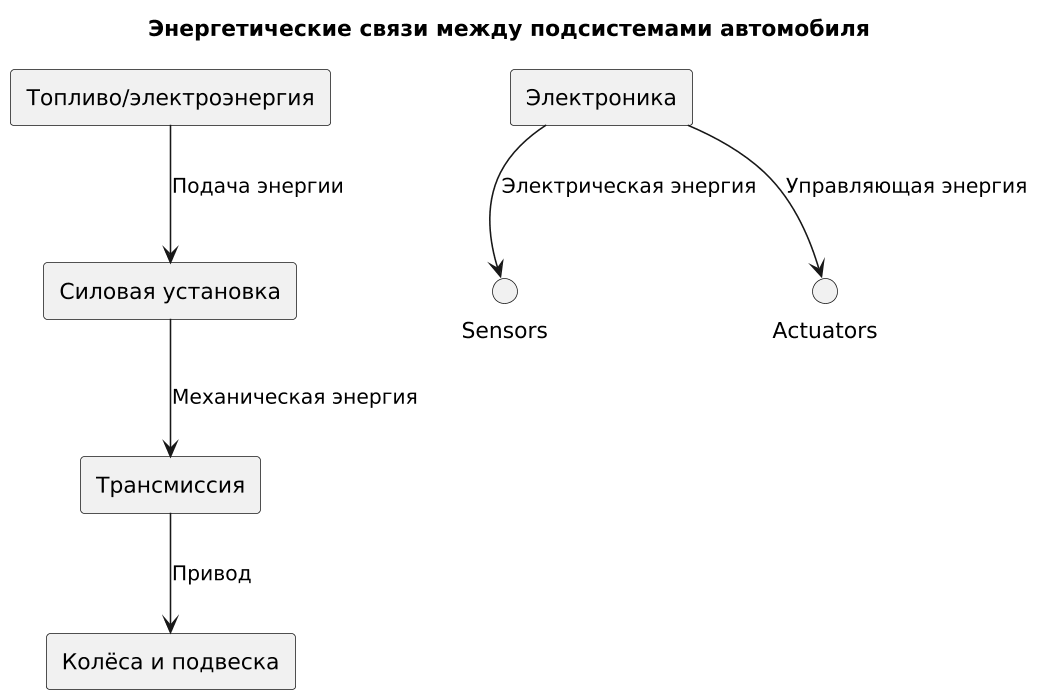 Энергетические связи между подсистемами автомобиля
Топливо/электроэнергия
Электроника
Подача энергии
Электрическая энергия
Управляющая энергия
Силовая установка
Sensors
Actuators
Механическая энергия
Трансмиссия
Привод
Колёса и подвеска